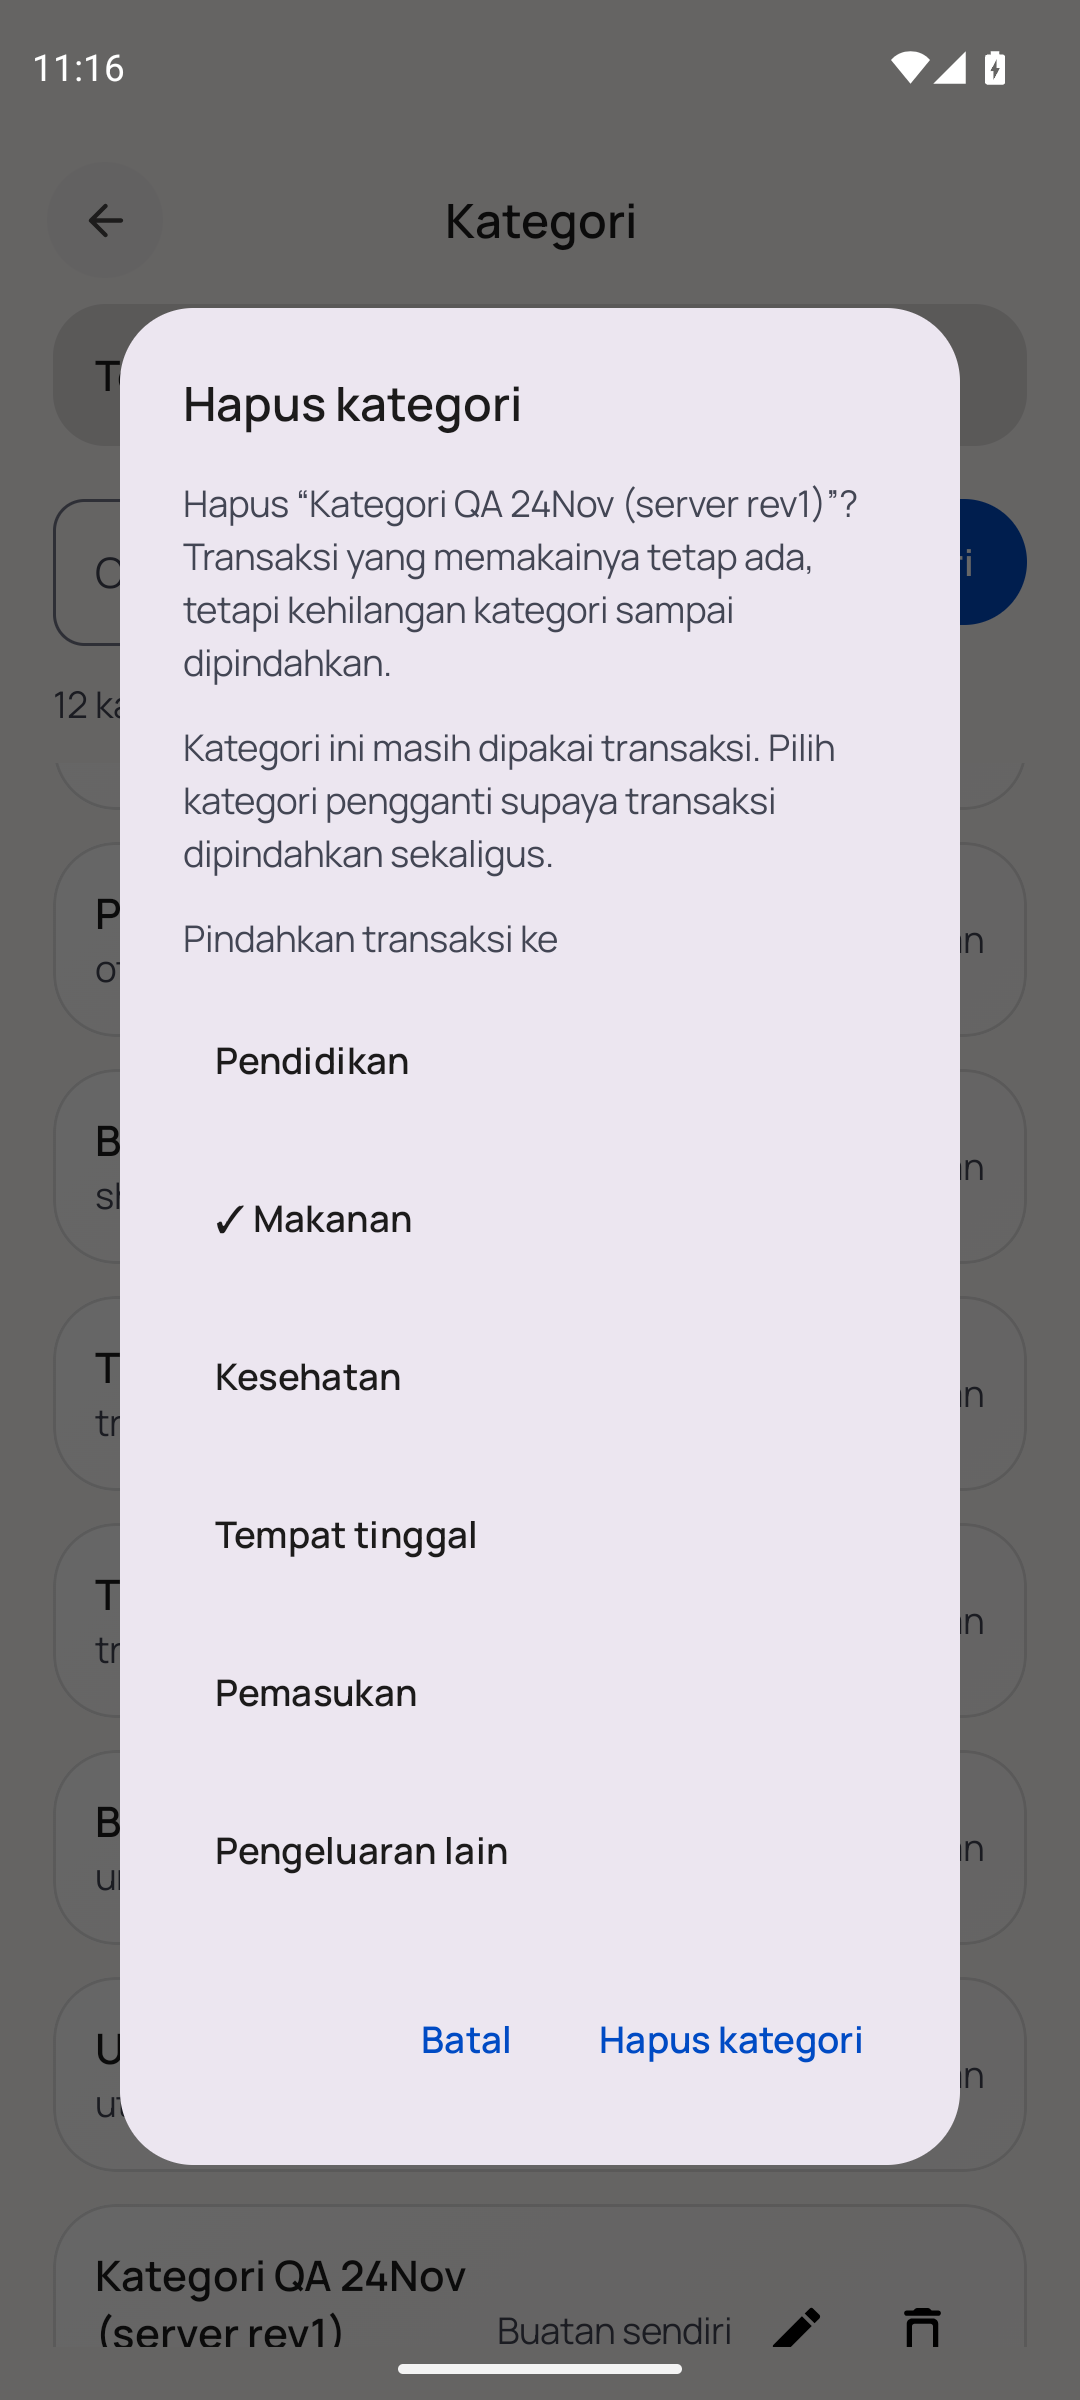 11:16
Kategori
Hapus kategori
Hapus “Kategori QA 24Nov (server rev1)”?
Transaksi yang memakainya tetap ada,
tetapi kehilangan kategori sampai
dipindahkan.
Kategori ini masih dipakai transaksi. Pilih
kategori pengganti supaya transaksi
dipindahkan sekaligus.
Pindahkan transaksi ke
Pendidikan
✓ Makanan
Kesehatan
Tempat tinggal
Pemasukan
Pengeluaran lain
Batal Hapus kategori
12
Kategori QA 24Nov
(server rev1)
Buatan sendiri